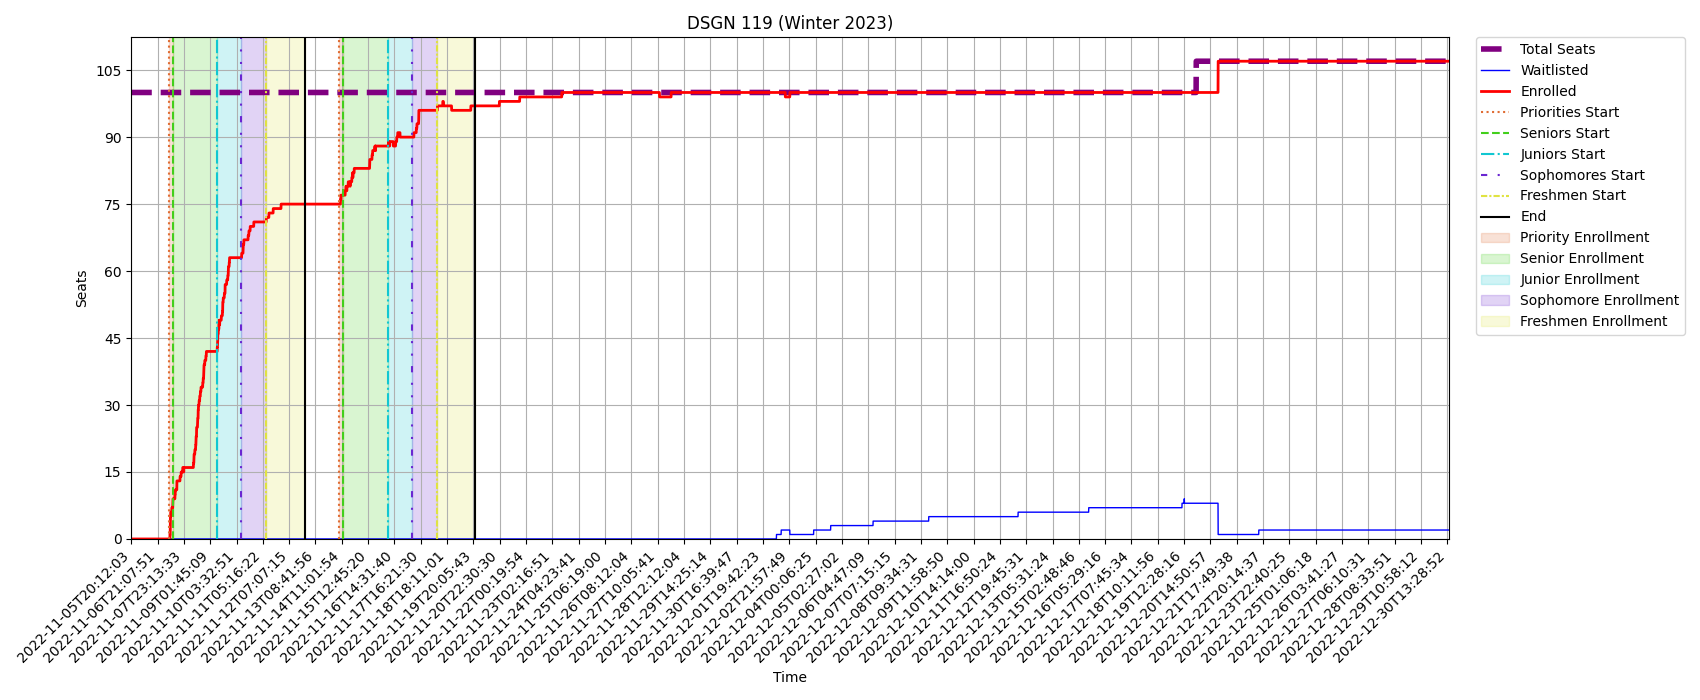 DSGN 119 (Winter 2023)
Seats
105
90
75
60
45
30
15
0
2022-11-05T20:12:03
2022-11-06T21:07:51
2022-11-07T23:13:33
2022-11-09T01:45:09
2022-11-10T03:32:51
2022-11-11T05:16:22
2022-11-12T07:07:15
2022-11-13T08:41:56
2022-11-14T11:01:54
2022-11-15T12:45:20
2022-11-16T14:31:40
2022-11-17T16:21:30
2022-11-18T18:11:01
2022-11-19T20:05:43
2022-11-20T22:30:30
2022-11-22T00:19:54
2022-11-23T02:16:51
2022-11-24T04:23:41
2022-11-25T06:19:00
2022-11-26T08:12:04
2022-11-27T10:05:41
2022-11-28T12:12:04
2022-11-29T14:25:14
2022-11-30T16:39:47
2022-12-01T19:42:23
2022-12-02T21:57:49
2022-12-04T00:06:25
2022-12-05T02:27:02
2022-12-06T04:47:09
2022-12-07T07:15:15
2022-12-08T09:34:31
2022-12-09T11:58:50
2022-12-10T14:14:00
2022-12-11T16:50:24
2022-12-12T19:45:31
2022-12-13T05:31:24
2022-12-15T02:48:46
2022-12-16T05:29:16
2022-12-17T07:45:34
2022-12-18T10:11:56
2022-12-19T12:28:16
2022-12-20T14:50:57
2022-12-21T17:49:38
2022-12-22T20:14:37
2022-12-23T22:40:25
2022-12-25T01:06:18
2022-12-26T03:41:27
2022-12-27T06:10:31
2022-12-28T08:33:51
2022-12-29T10:58:12
2022-12-30T13:28:52
Time
Total Seats
Waitlisted
Enrolled
Priorities Start
Seniors Start
Juniors Start
Sophomores Start
Freshmen Start
End
Priority Enrollment
Senior Enrollment
Junior Enrollment
Sophomore Enrollment
Freshmen Enrollment